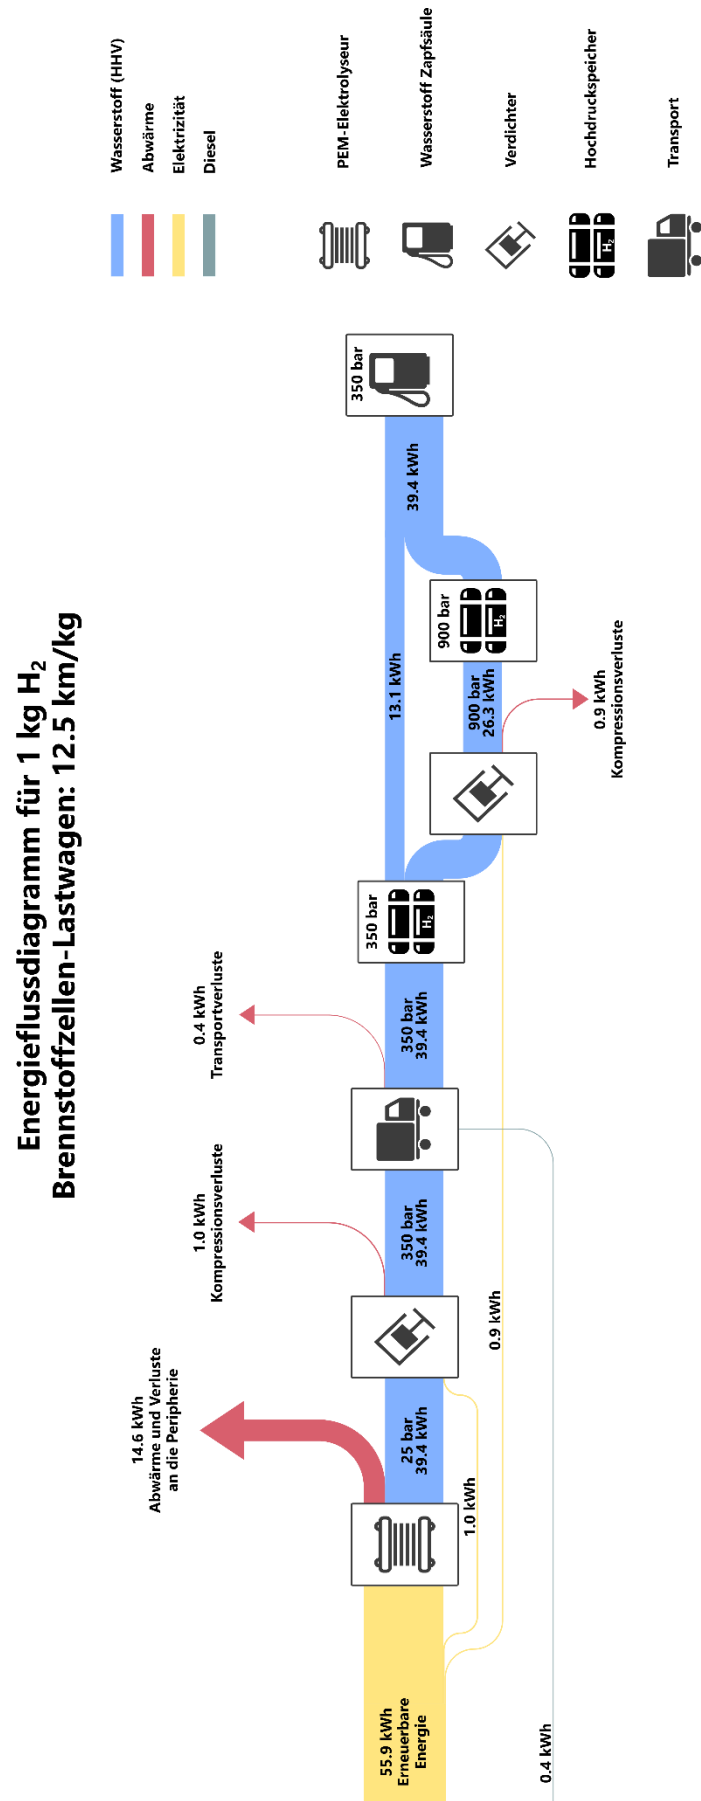 Energieflussdiagramm für 1 kg H₂
Brennstoffzellen-Lastwagen: 12.5 km/kg
Wasserstoff (HHV)
Abwärme
Elektrizität
Diesel
14.6 kWh
Abwärme und Verluste
an die Peripherie
1.0 kWh
Kompressionsverluste
0.4 kWh
Transportverluste
55.9 kWh
Erneuerbare
Energie
25 bar
39.4 kWh
350 bar
39.4 kWh
350 bar
39.4 kWh
350 bar
H₂
13.1 kWh
39.4 kWh
350 bar
1.0 kWh
0.9 kWh
900 bar
26.3 kWh
900 bar
H₂
0.4 kWh
0.9 kWh
Kompressionsverluste
PEM-Elektrolyseur
Wasserstoff Zapfsäule
Verdichter
H₂
Hochdruckspeicher
Transport